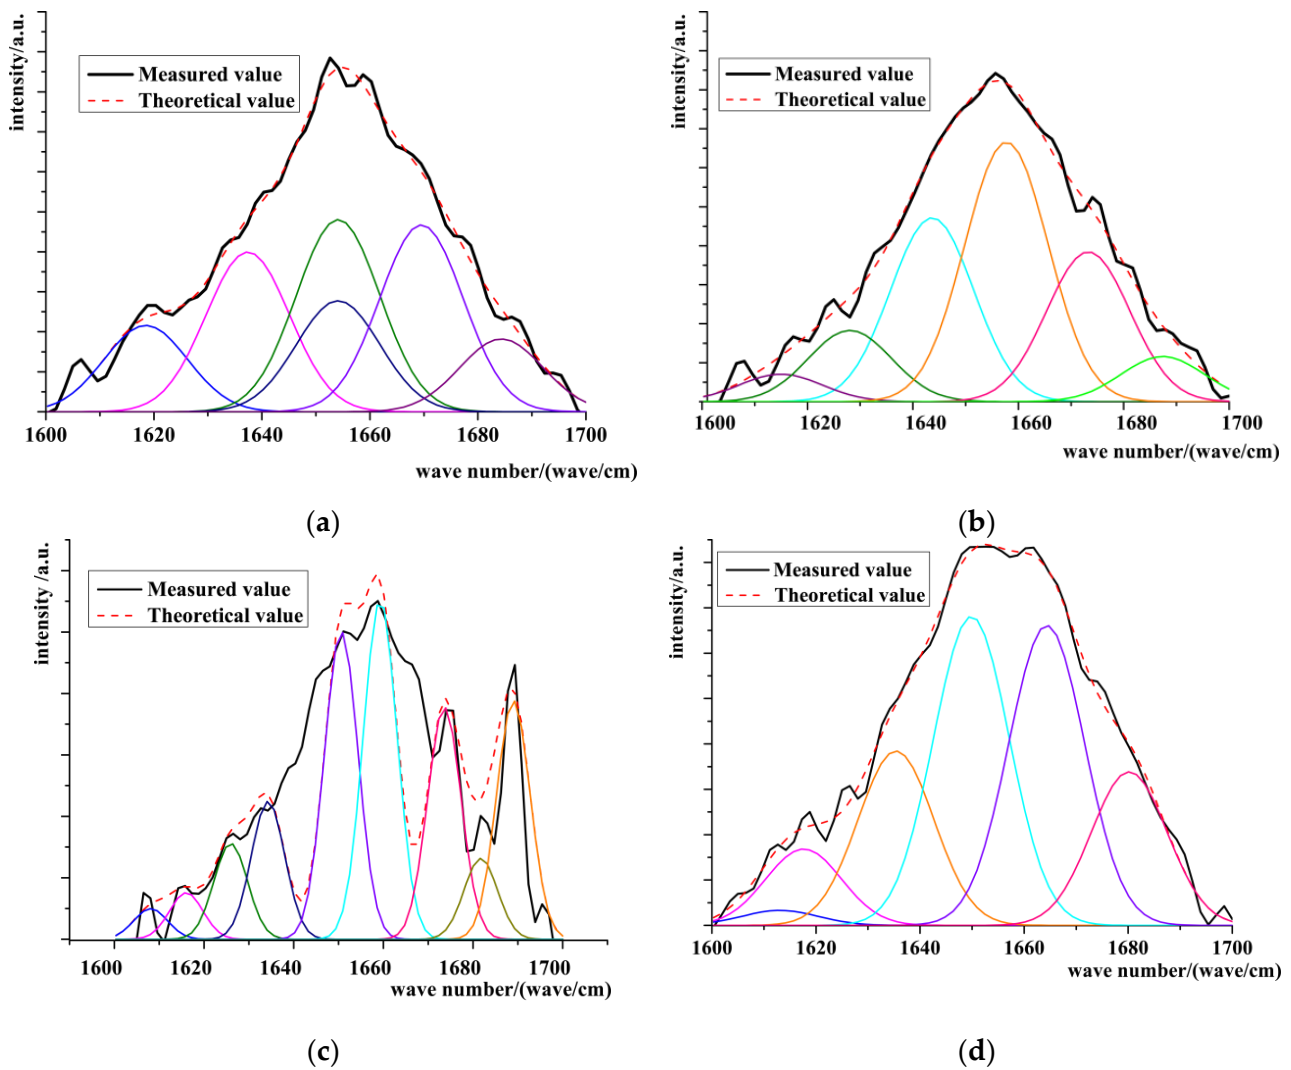 intensity/a.u.
Measured value
Theoretical value
1600 1620 1640 1660 1680 1700
wave number/(wave/cm)
(a)
intensity/a.u.
Measured value
Theoretical value
1600 1620 1640 1660 1680 1700
wave number/(wave/cm)
(b)
intensity /a.u.
Measured value
Theoretical value
1600 1620 1640 1660 1680 1700
wave number/(wave/cm)
(c)
intensity/a.u.
Measured value
Theoretical value
1600 1620 1640 1660 1680 1700
wave number/(wave/cm)
(d)